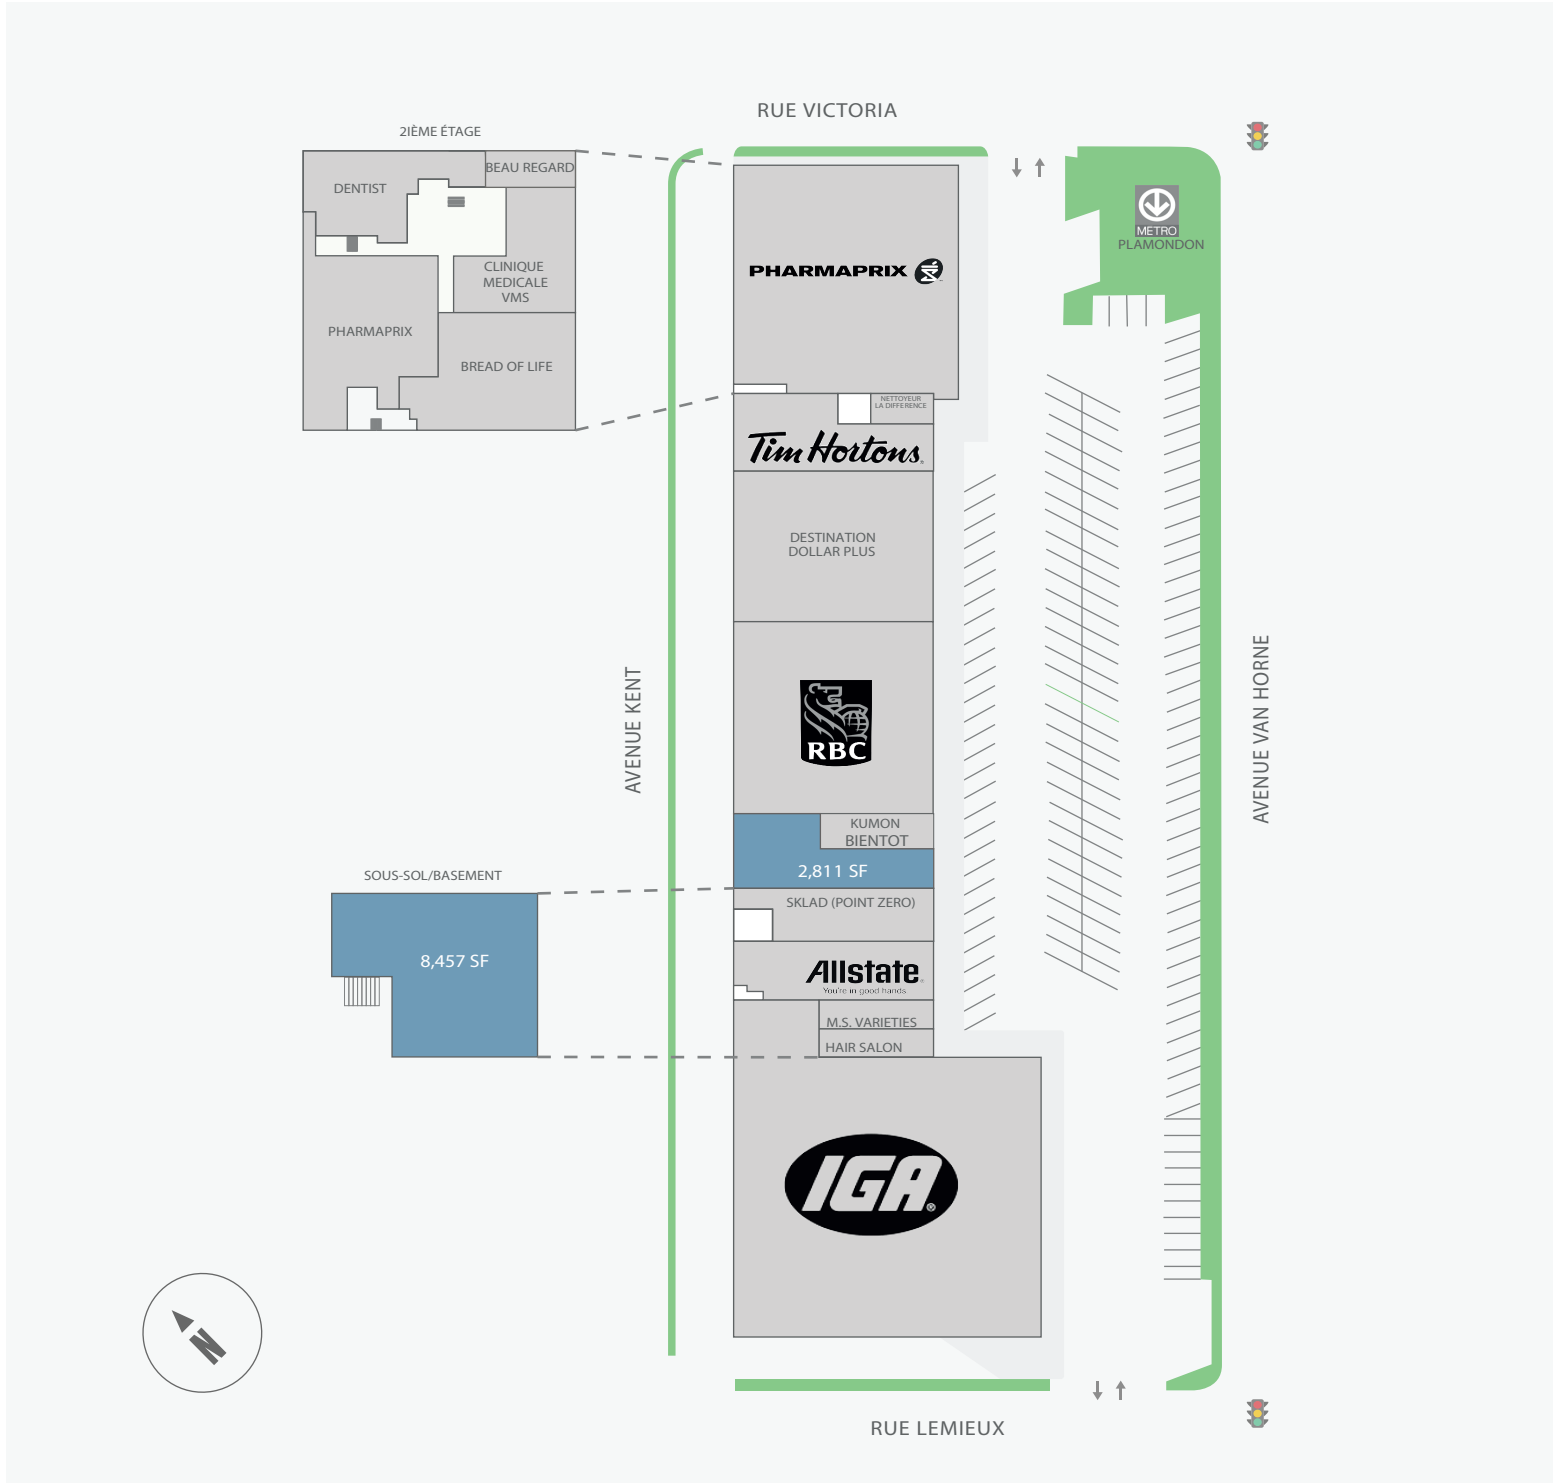 RUE VICTORIA
2IÈME ÉTAGE
BEAU REGARD
DENTIST
CLINIQUE
MEDICALE
VMS
PHARMAPRIX
BREAD OF LIFE
PHARMAPRIX
METRO
PLAMONDON
NETTOYEUR
LA DIFFERENCE
Tim Hortons
DESTINATION
DOLLAR PLUS
AVENUE KENT
RBC
AVENUE VAN HORNE
KUMON
BIENTOT
2,811 SF
SOUS-SOL/BASEMENT
8,457 SF
SKLAD (POINT ZERO)
Allstate
You're in good hands
M.S. VARIETIES
HAIR SALON
IGA®
N
RUE LEMIEUX